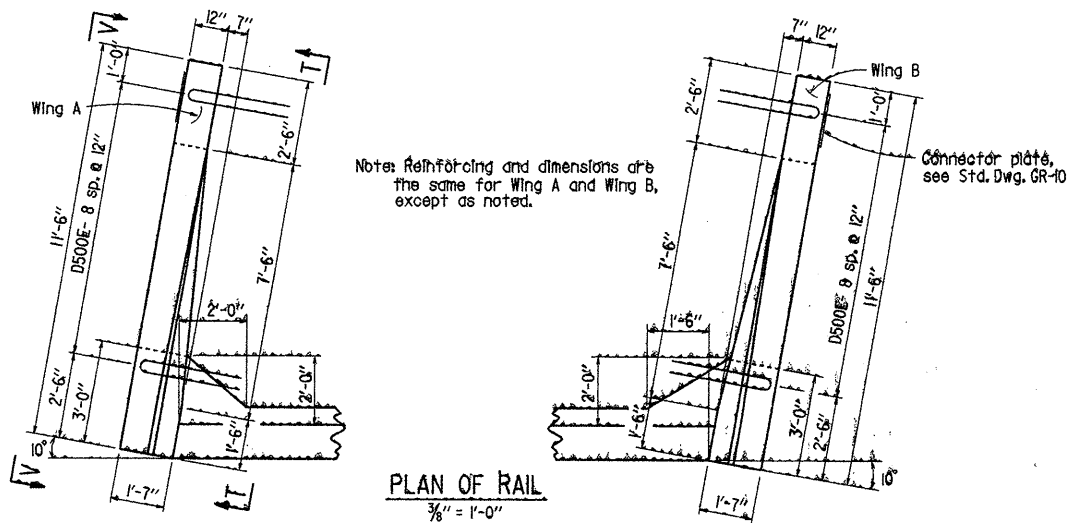 V
12"
7"
T
1'-0"
Wing A
2'-6"
11'-6"
D500E- 8 sp. @ 12"
7'-6"
2'-0"
2'-0"
2'-6"
3'-0"
1'-6"
10°
V
1'-7"
T
Note: Reinforcing and dimensions are
the same for Wing A and Wing B,
except as noted.
PLAN OF RAIL
3/8" = 1'-0"
7"
12"
Wing B
2'-6"
1'-0"
Connector plate,
see Std. Dwg. GR-10
7'-6"
D500E- 8 sp. @ 12"
11'-6"
1'-6"
2'-0"
1'-6"
3'-0"
2'-6"
10°
1'-7"